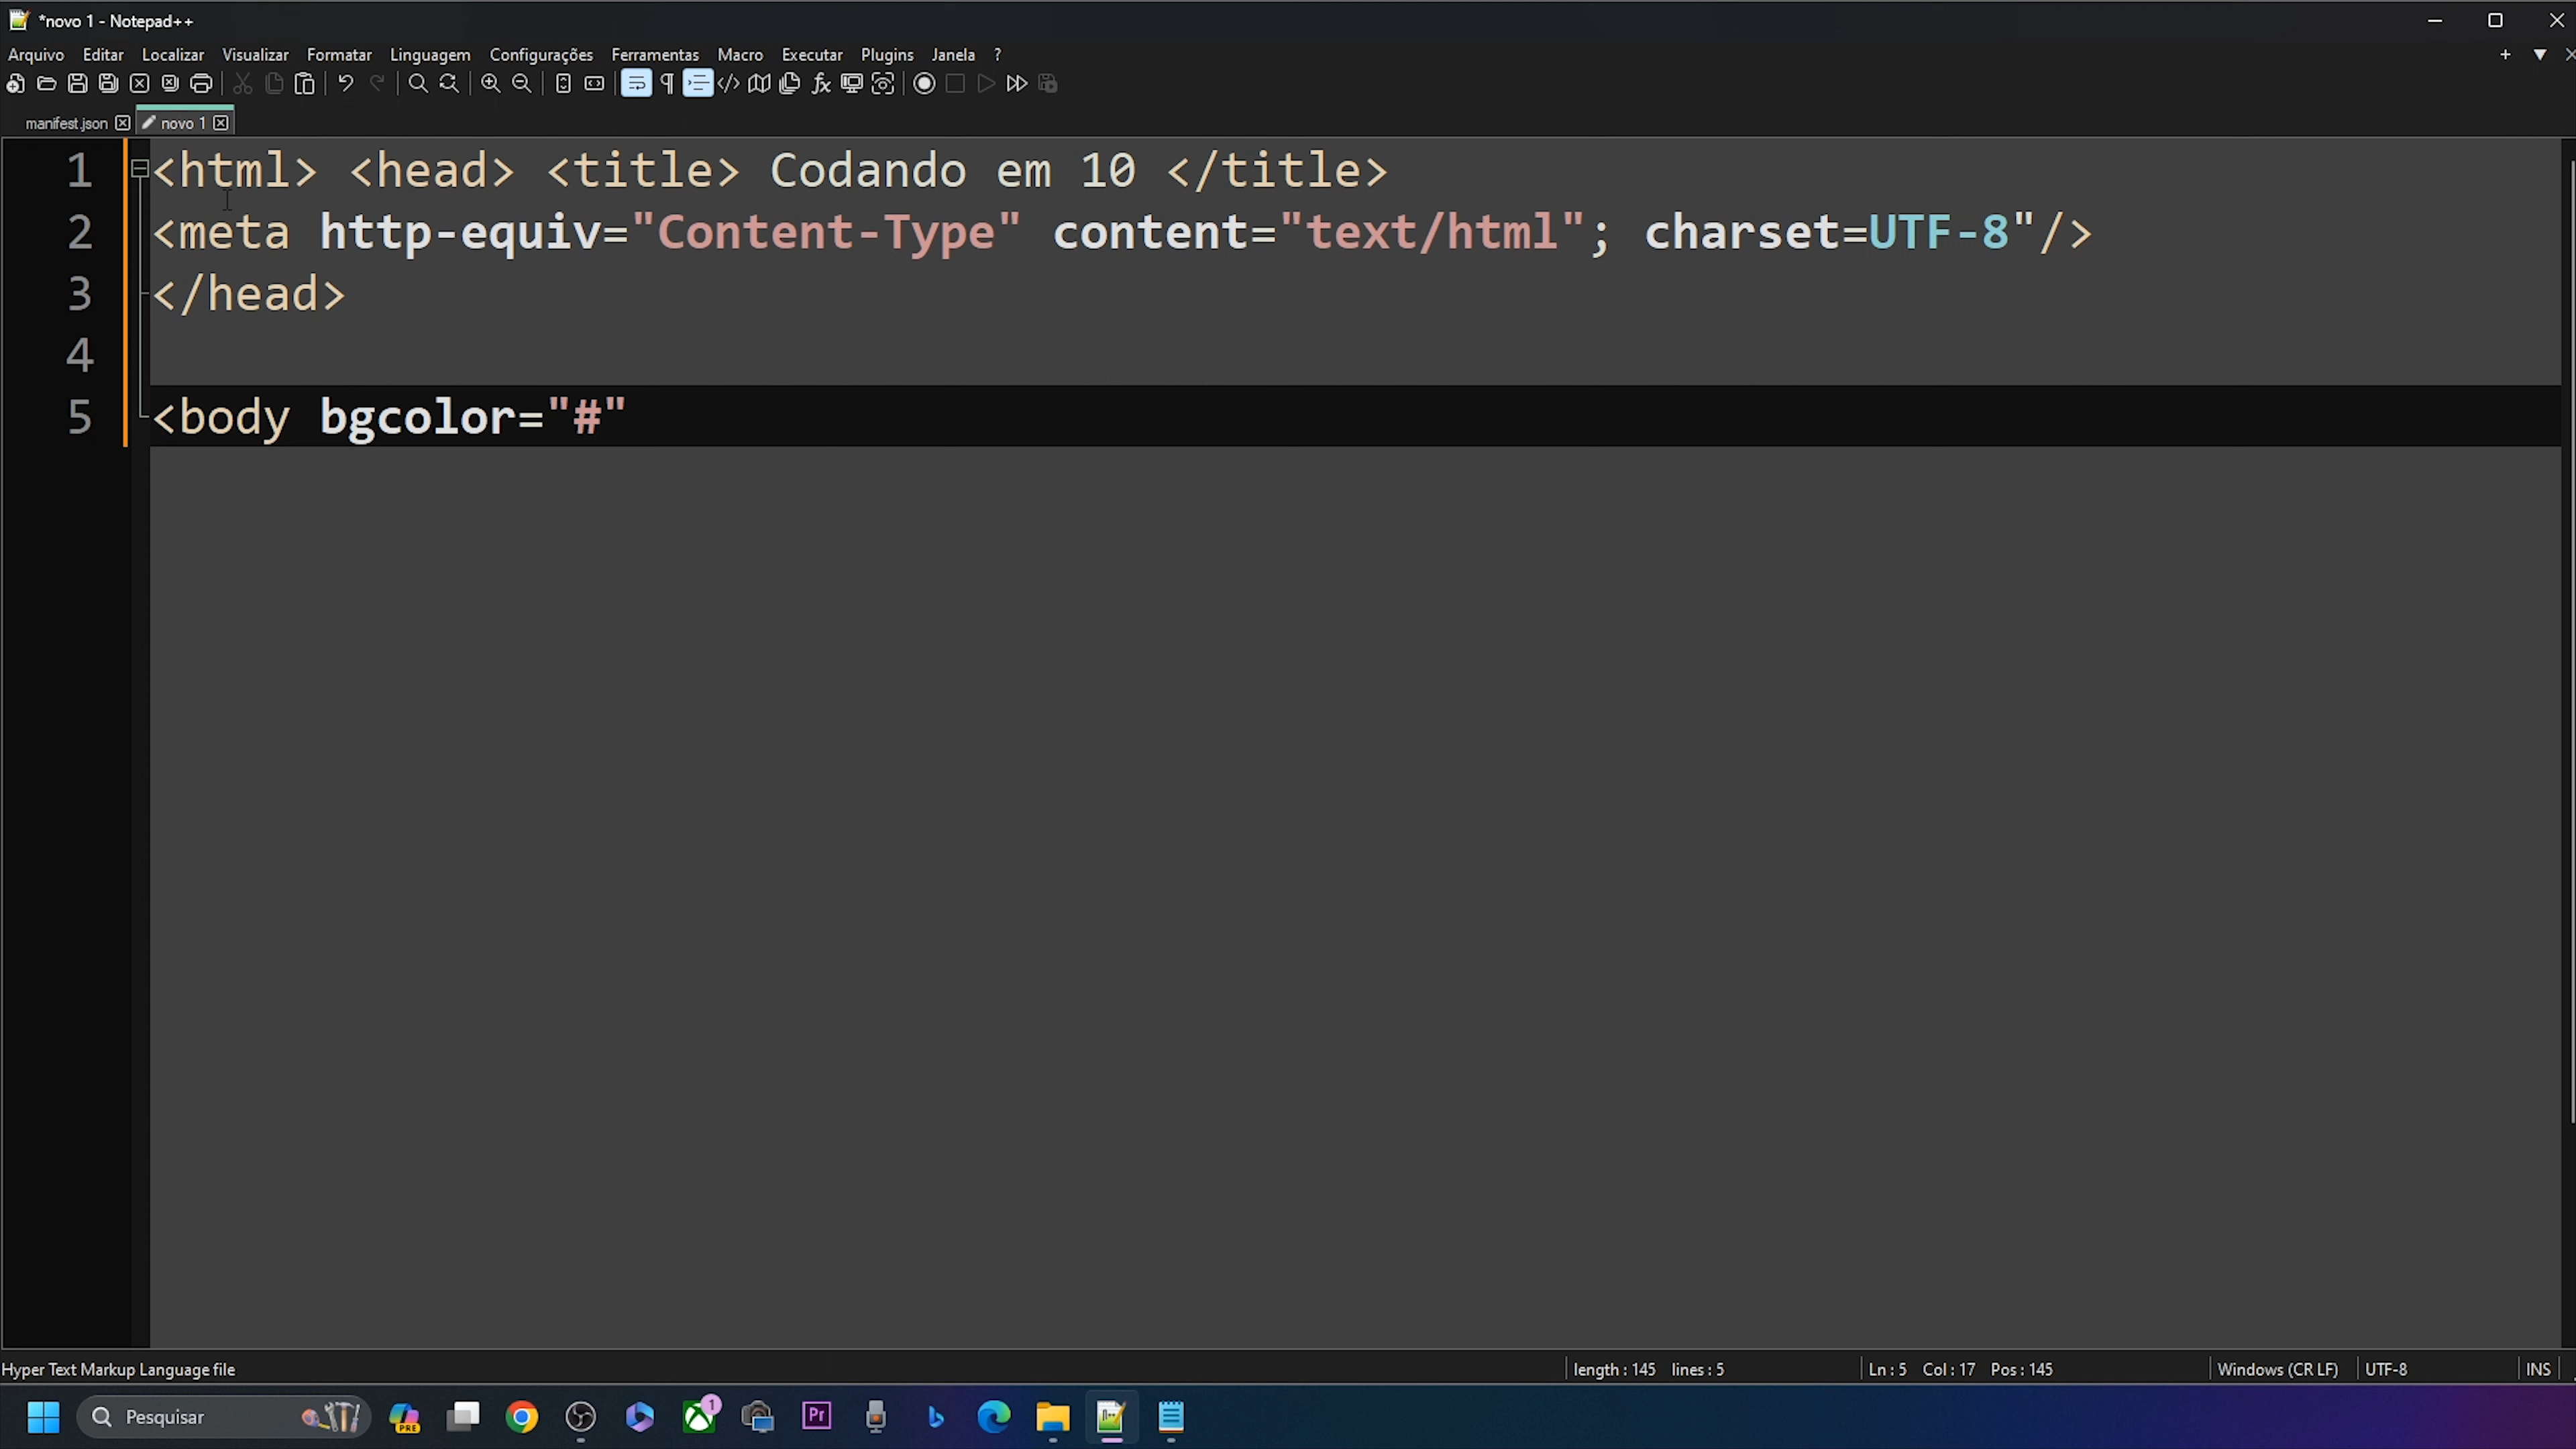 *novo 1 - Notepad++
Arquivo Editar Localizar Visualizar Formatar Linguagem Configurações Ferramentas Macro Executar Plugins Janela ?
manifest.json novo 1
1 <html> <head> <title> Codando em 10 </title>
2 <meta http-equiv="Content-Type" content="text/html"; charset=UTF-8"/>
3 </head>
4
5 <body bgcolor="#"
Hyper Text Markup Language file length : 145 lines : 5 Ln : 5 Col : 17 Pos : 145 Windows (CR LF) UTF-8 INS
Pesquisar PRE 1 Pr